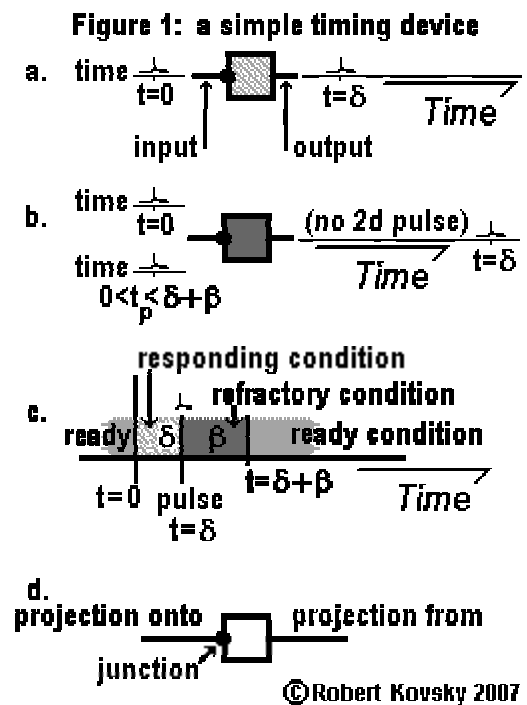 Figure 1: a simple timing device
a. time
t=0
t=δ
Time
input
output
b.
time
t=0
(no 2d pulse)
time
Time
t=δ
0<tp<δ+β
responding condition
c.
refractory condition
ready
δ
β
ready condition
t=0
pulse
t=δ
t=δ+β
Time
d.
projection onto
projection from
junction
©Robert Kovsky 2007